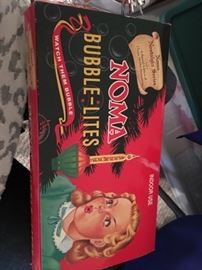 NOMA
BUBBLE-LITES
WATCH THEM BUBBLE
INDOOR USE